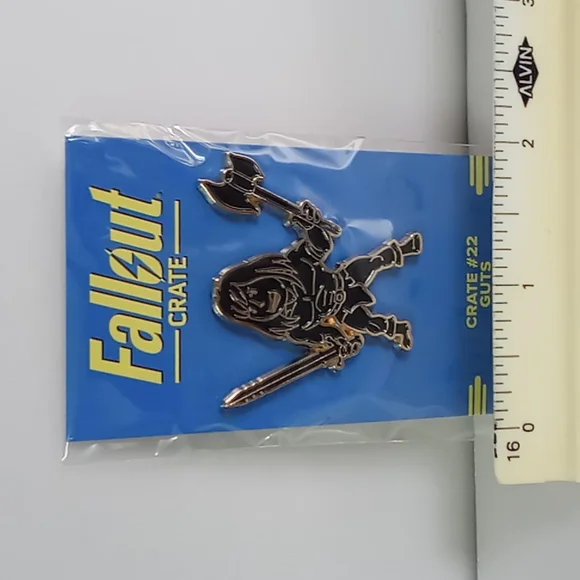 Fallout
CRATE
CRATE #22
GUTS
ALVIN
3
2
1
0
16